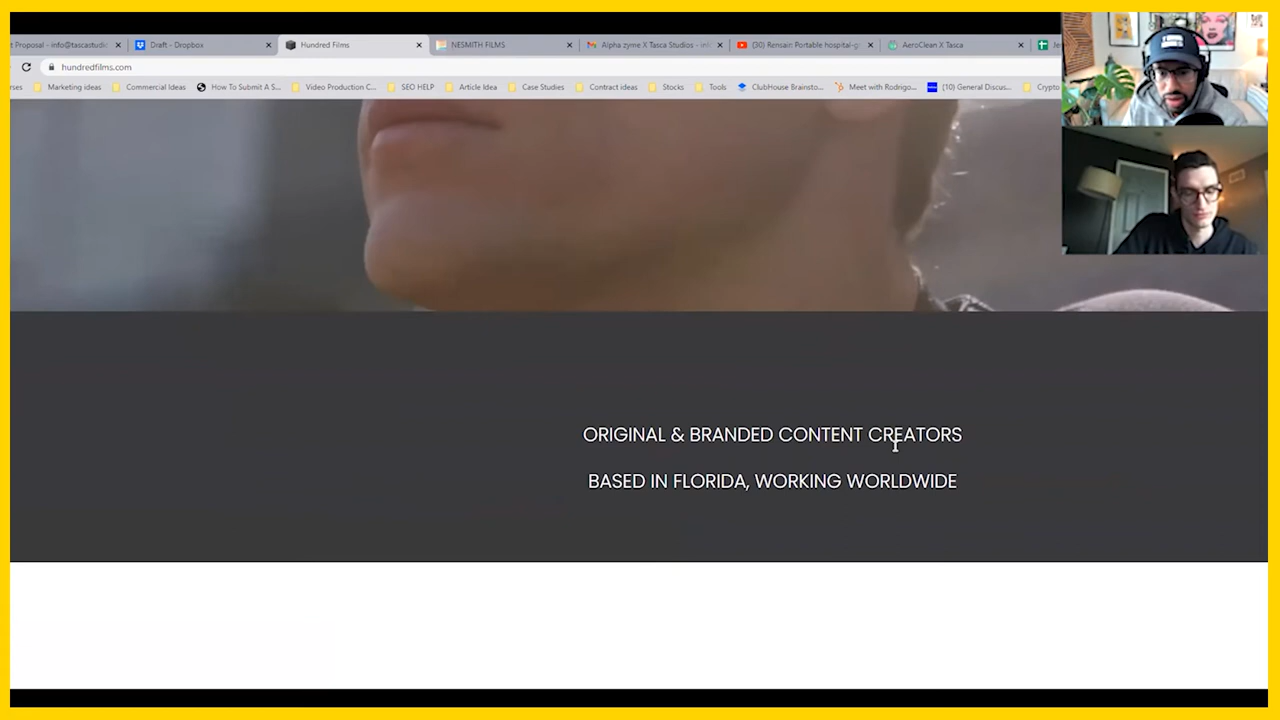 t Proposal - info@tascastudic
Draft - Dropbox
Hundred Films
NESMITH FILMS
Alpha zyme X Tasca Studios - inf
(30) Rensair Portable hospital-g
AeroClean X Tasca
hundredfilms.com
Marketing ideas
Commercial Ideas
How To Submit A S...
Video Production C...
SEO HELP
Article Idea
Case Studies
Contract ideas
Stocks
Tools
ClubHouse Brainsto...
Meet with Rodrigo...
(10) General Discus...
Crypto
ORIGINAL & BRANDED CONTENT CREATORS
BASED IN FLORIDA, WORKING WORLDWIDE